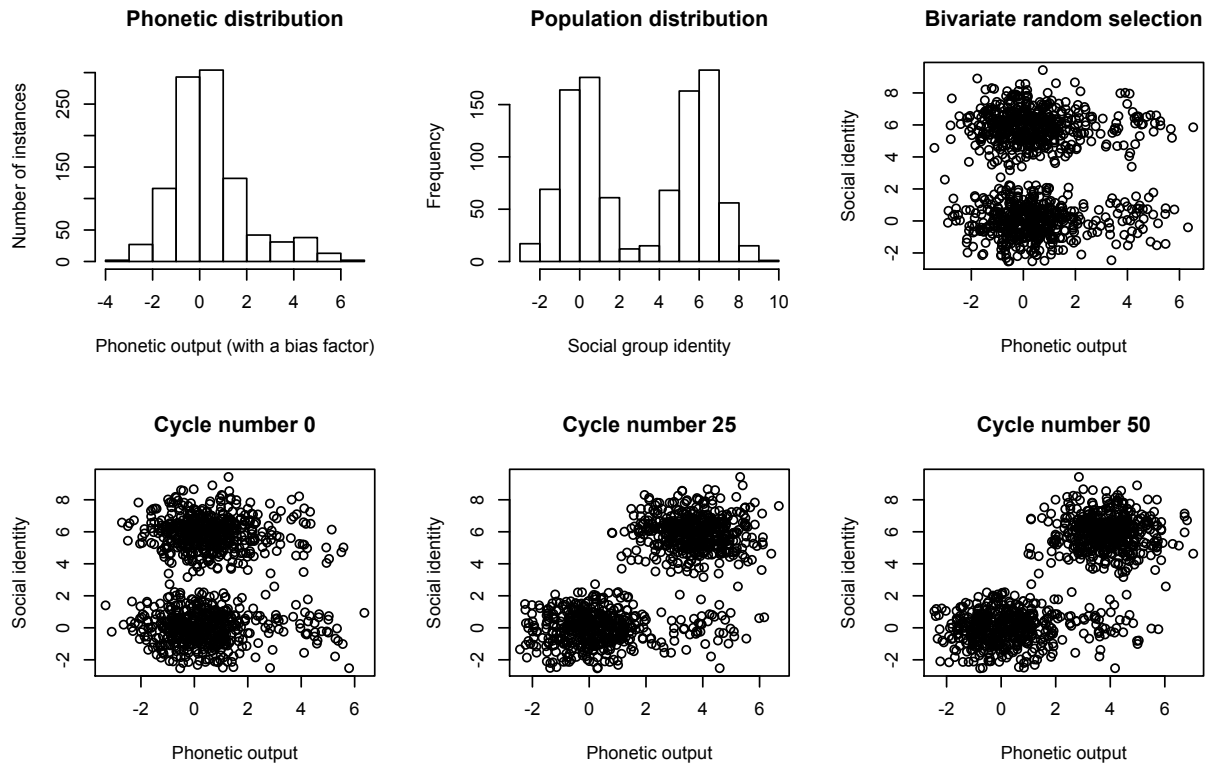 Phonetic distribution
Number of instances
0
50
150
250
-4 -2 0 2 4 6
Phonetic output (with a bias factor)
Population distribution
Frequency
0
50
100
150
-2 0 2 4 6 8 10
Social group identity
Bivariate random selection
Social identity
-2
0
2
4
6
8
-2 0 2 4 6
Phonetic output
Cycle number 0
Social identity
-2
0
2
4
6
8
-2 0 2 4 6
Phonetic output
Cycle number 25
Social identity
-2
0
2
4
6
8
-2 0 2 4 6
Phonetic output
Cycle number 50
Social identity
-2
0
2
4
6
8
-2 0 2 4 6
Phonetic output